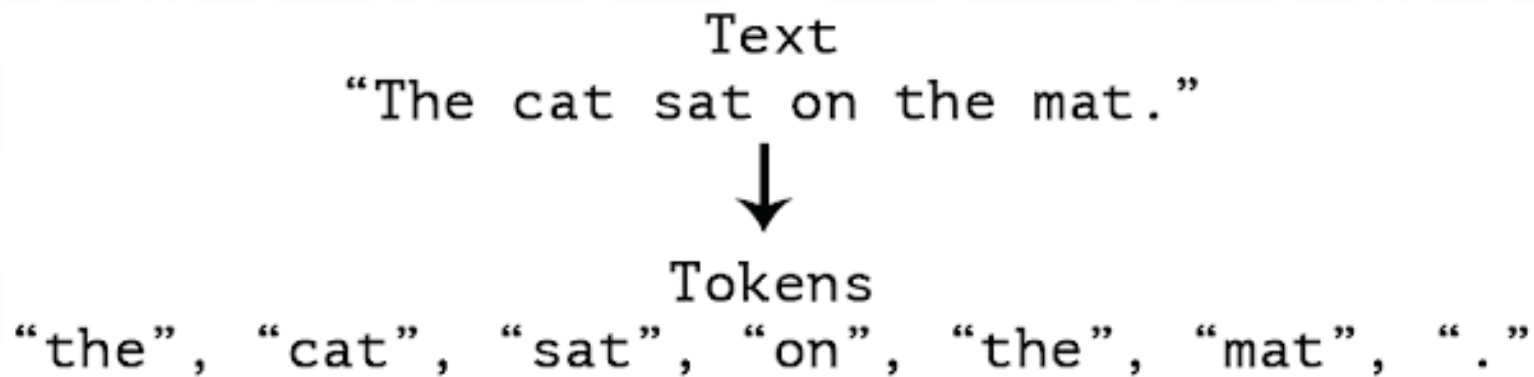 Text
“The cat sat on the mat.”
Tokens
“the”, “cat”, “sat”, “on”, “the”, “mat”, “.”